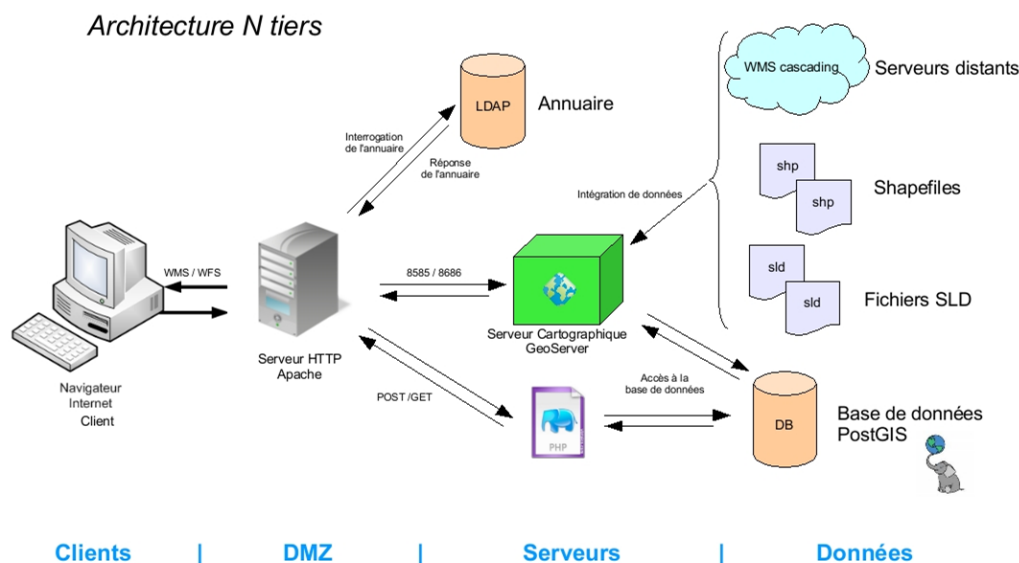 Architecture N tiers
WMS cascading
Serveurs distants
LDAP
Annuaire
Interrogation
de l'annuaire
Réponse
de l'annuaire
shp
shp
Shapefiles
Intégration de données
WMS / WFS
8585 / 8686
sld
sld
Fichiers SLD
Serveur Cartographique
GeoServer
Serveur HTTP
Apache
Navigateur
Internet
Client
POST /GET
Accès à la
base de données
PHP
DB
Base de données
PostGIS
Clients | DMZ | Serveurs | Données